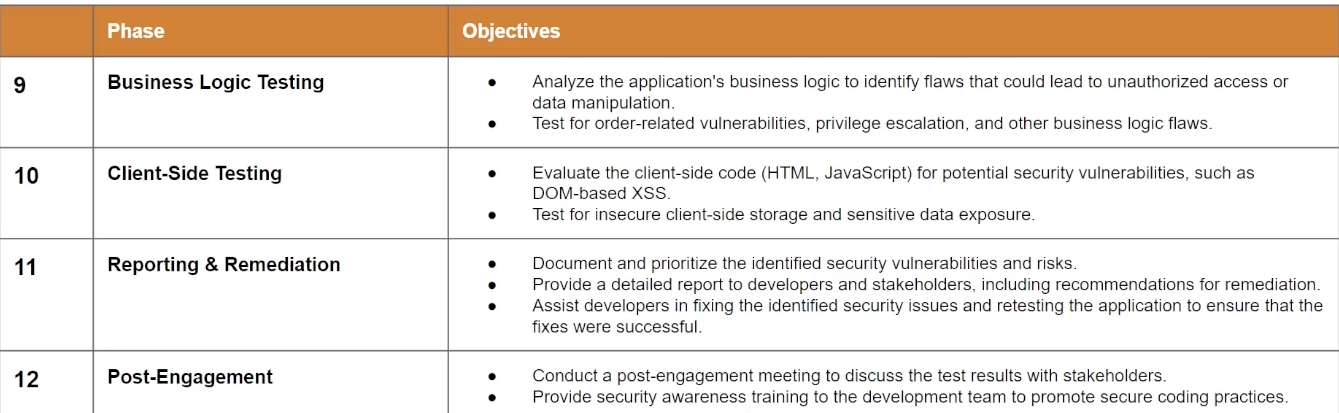 Phase Objectives
9 Business Logic Testing
● Analyze the application's business logic to identify flaws that could lead to unauthorized access or
data manipulation.
● Test for order-related vulnerabilities, privilege escalation, and other business logic flaws.
10 Client-Side Testing
● Evaluate the client-side code (HTML, JavaScript) for potential security vulnerabilities, such as
DOM-based XSS.
● Test for insecure client-side storage and sensitive data exposure.
11 Reporting & Remediation
● Document and prioritize the identified security vulnerabilities and risks.
● Provide a detailed report to developers and stakeholders, including recommendations for remediation.
● Assist developers in fixing the identified security issues and retesting the application to ensure that the
fixes were successful.
12 Post-Engagement
● Conduct a post-engagement meeting to discuss the test results with stakeholders.
● Provide security awareness training to the development team to promote secure coding practices.